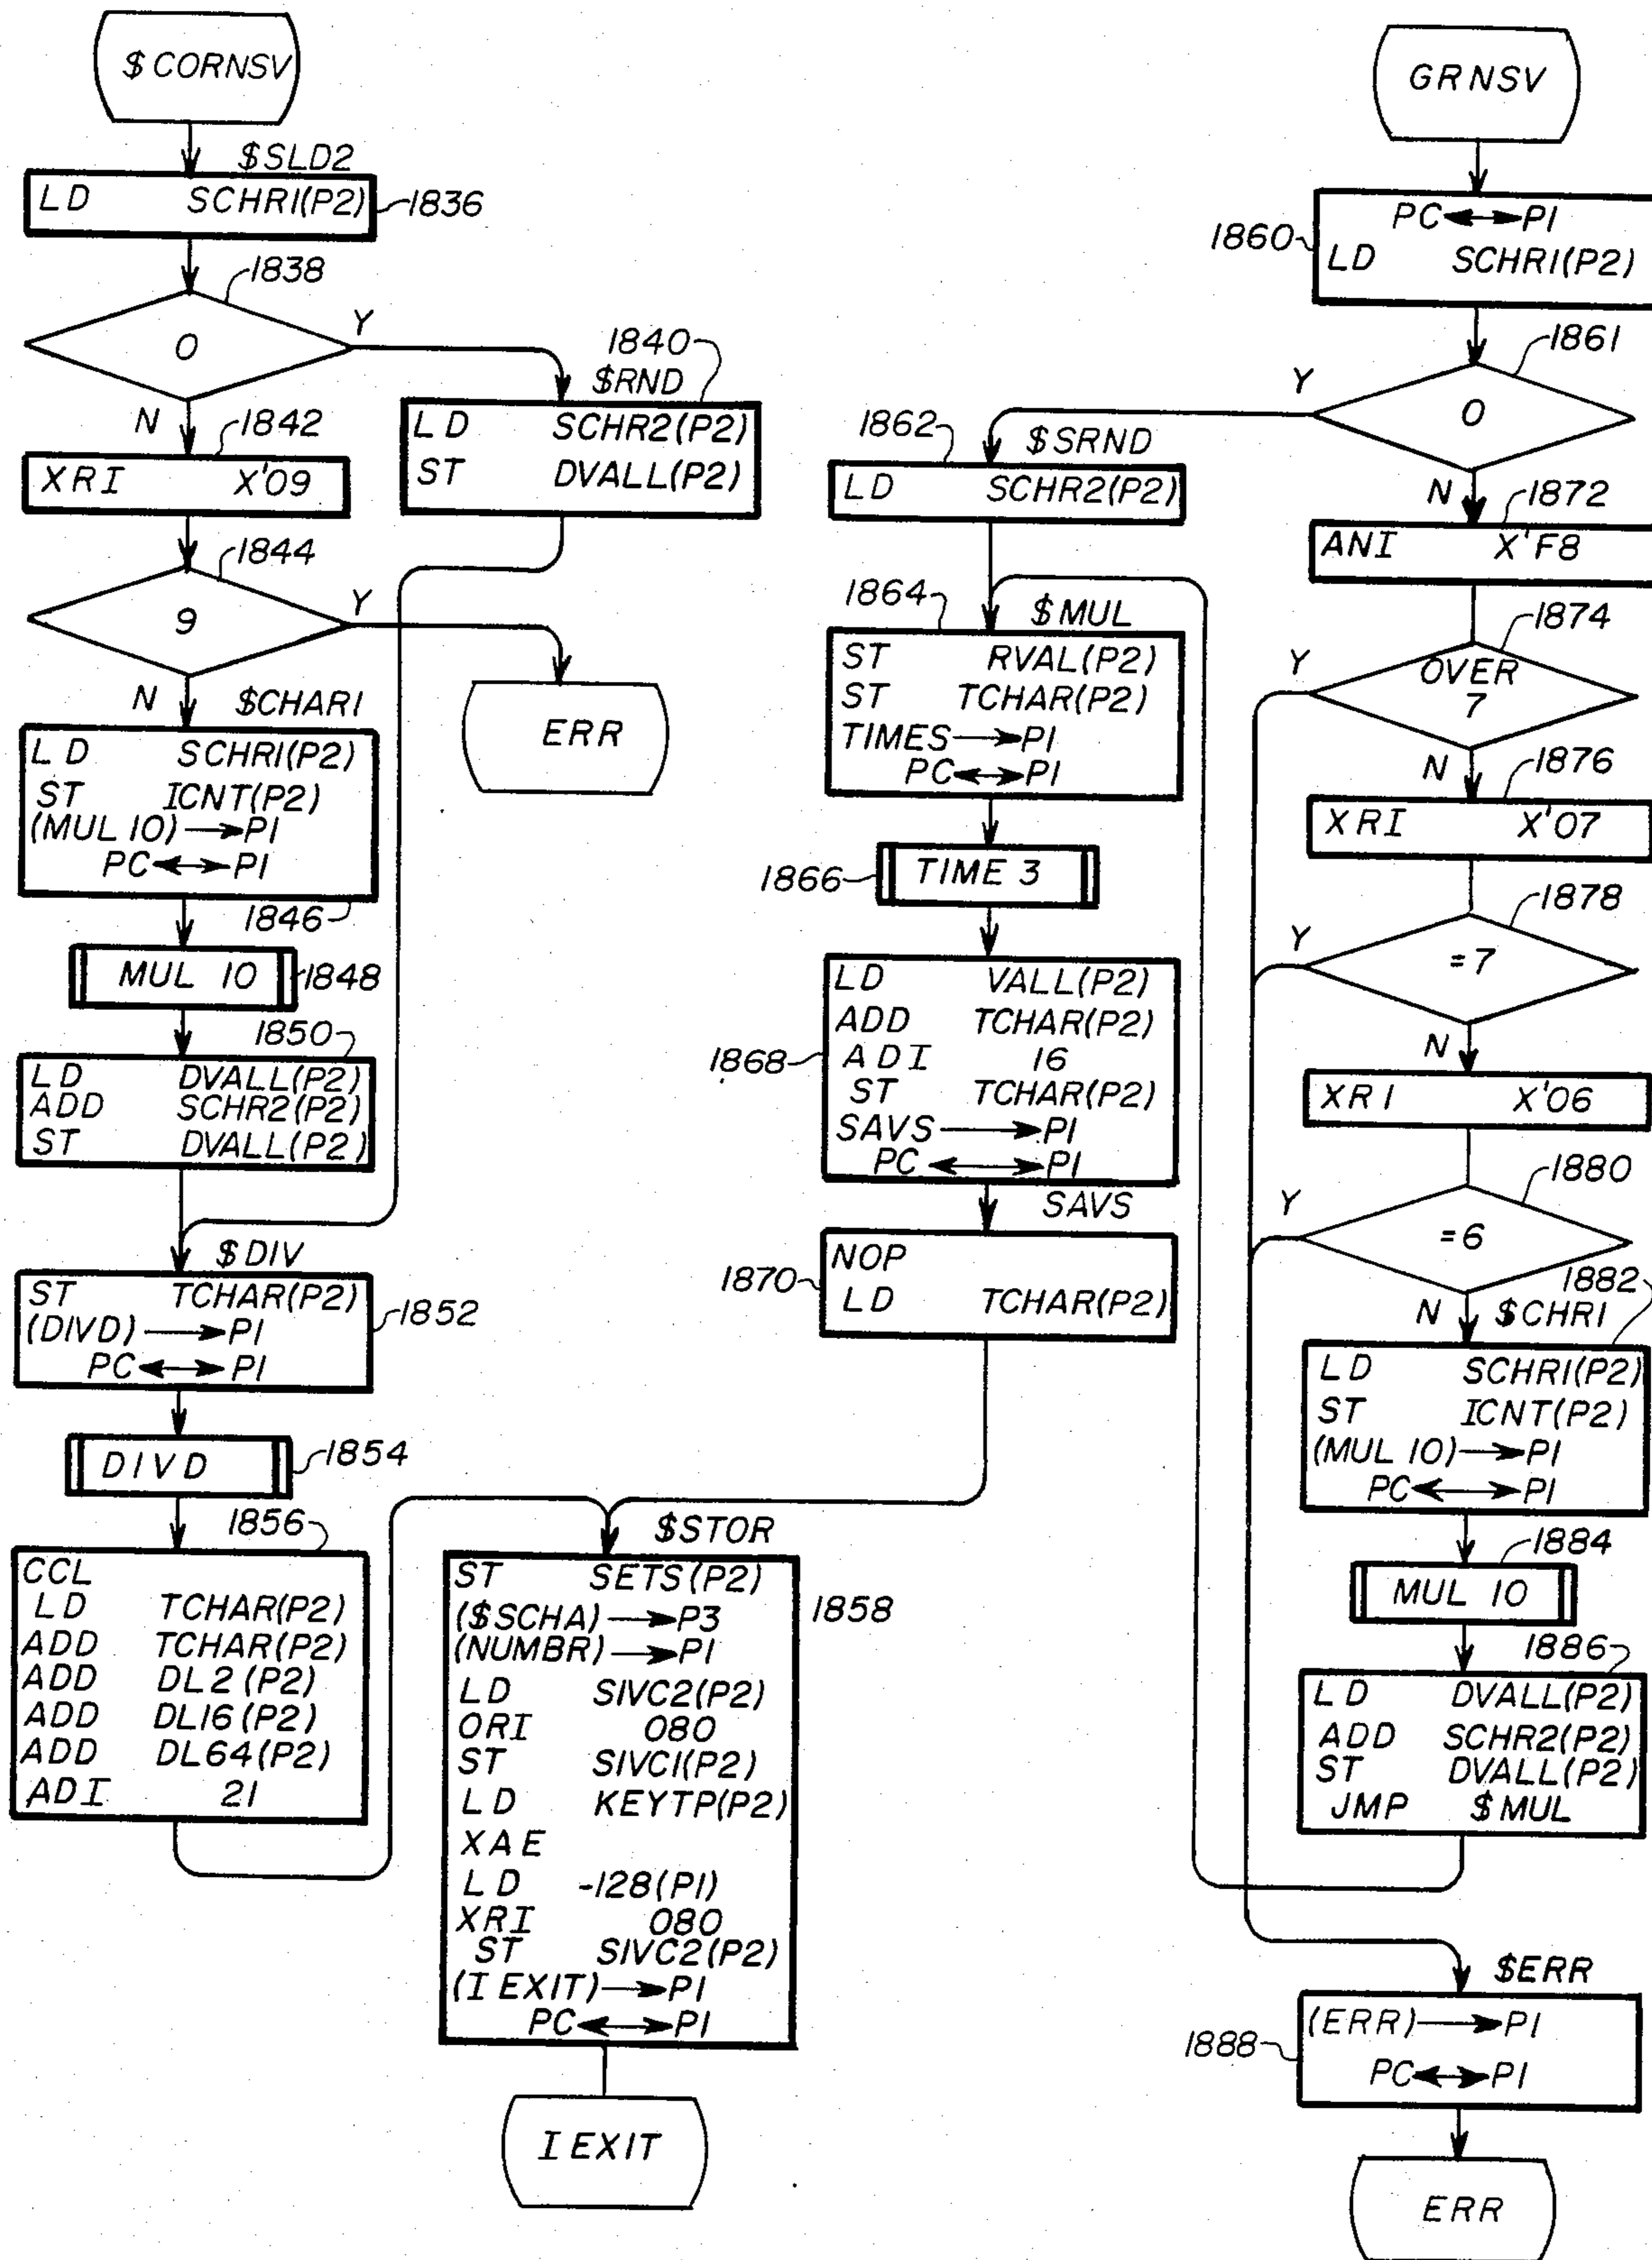 $CORNSV
$SLD2
LD SCHR1(P2)
1836
1838
0
Y
N
1840
$RND
LD SCHR2(P2)
ST DVALL(P2)
1842
XRI X'09
1844
9
Y
N
ERR
$CHAR1
LD SCHR1(P2)
ST ICNT(P2)
(MUL 10)→P1
PC↔P1
1846
MUL 10
1848
1850
LD DVALL(P2)
ADD SCHR2(P2)
ST DVALL(P2)
$DIV
ST TCHAR(P2)
(DIVD)→P1
PC↔P1
1852
DIVD
1854
1856
CCL
LD TCHAR(P2)
ADD TCHAR(P2)
ADD DL2(P2)
ADD DL16(P2)
ADD DL64(P2)
ADI 21
$STOR
1858
ST SETS(P2)
($SCHA)→P3
(NUMBR)→P1
LD SIVC2(P2)
ORI 080
ST SIVC1(P2)
LD KEYTP(P2)
XAE
LD -128(P1)
XRI 080
ST SIVC2(P2)
(I EXIT)→P1
PC↔P1
I EXIT
1862
$SRND
LD SCHR2(P2)
1864
$MUL
ST RVAL(P2)
ST TCHAR(P2)
TIMES→P1
PC↔P1
1866
TIME 3
1868
LD VALL(P2)
ADD TCHAR(P2)
ADI 16
ST TCHAR(P2)
SAVS→P1
PC↔P1
SAVS
1870
NOP
LD TCHAR(P2)
GRNSV
1860
PC↔P1
LD SCHR1(P2)
1861
0
Y
N
1872
ANI X'F8
1874
OVER
7
Y
N
1876
XRI X'07
1878
=7
Y
N
XRI X'06
1880
=6
Y
N
1882
$CHR1
LD SCHR1(P2)
ST ICNT(P2)
(MUL 10)→P1
PC↔P1
1884
MUL 10
1886
LD DVALL(P2)
ADD SCHR2(P2)
ST DVALL(P2)
JMP $MUL
$ERR
1888
(ERR)→P1
PC↔P1
ERR